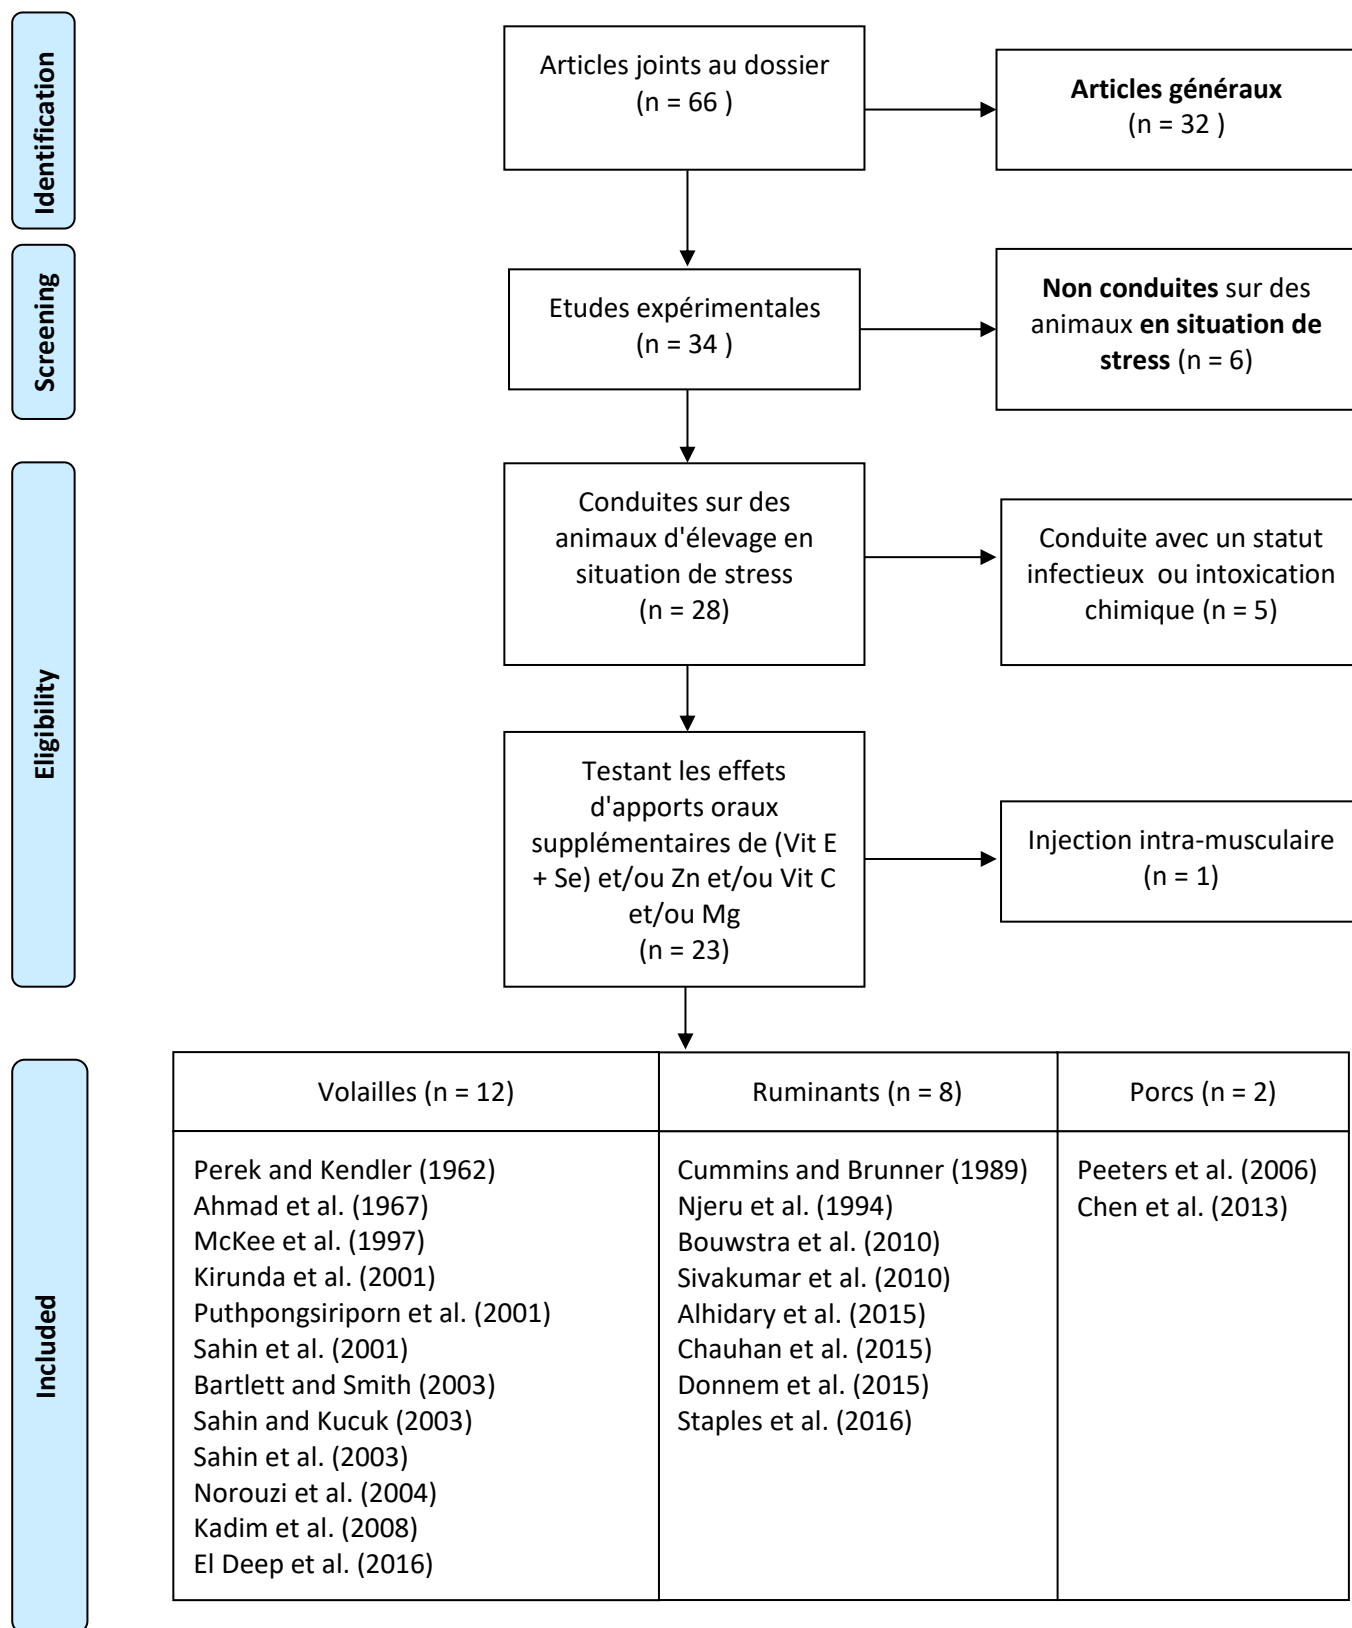 Identification
Articles joints au dossier
(n = 66 )
Articles généraux
(n = 32 )
Screening
Etudes expérimentales
(n = 34 )
Non conduites sur des
animaux en situation de
stress (n = 6)
Eligibility
Conduites sur des
animaux d'élevage en
situation de stress
(n = 28)
Conduite avec un statut
infectieux  ou intoxication
chimique (n = 5)
Testant les effets
d'apports oraux
supplémentaires de (Vit E
+ Se) et/ou Zn et/ou Vit C
et/ou Mg
(n = 23)
Injection intra-musculaire
(n = 1)
Included
Volailles (n = 12)
Perek and Kendler (1962)
Ahmad et al. (1967)
McKee et al. (1997)
Kirunda et al. (2001)
Puthpongsiriporn et al. (2001)
Sahin et al. (2001)
Bartlett and Smith (2003)
Sahin and Kucuk (2003)
Sahin et al. (2003)
Norouzi et al. (2004)
Kadim et al. (2008)
El Deep et al. (2016)
Ruminants (n = 8)
Cummins and Brunner (1989)
Njeru et al. (1994)
Bouwstra et al. (2010)
Sivakumar et al. (2010)
Alhidary et al. (2015)
Chauhan et al. (2015)
Donnem et al. (2015)
Staples et al. (2016)
Porcs (n = 2)
Peeters et al. (2006)
Chen et al. (2013)